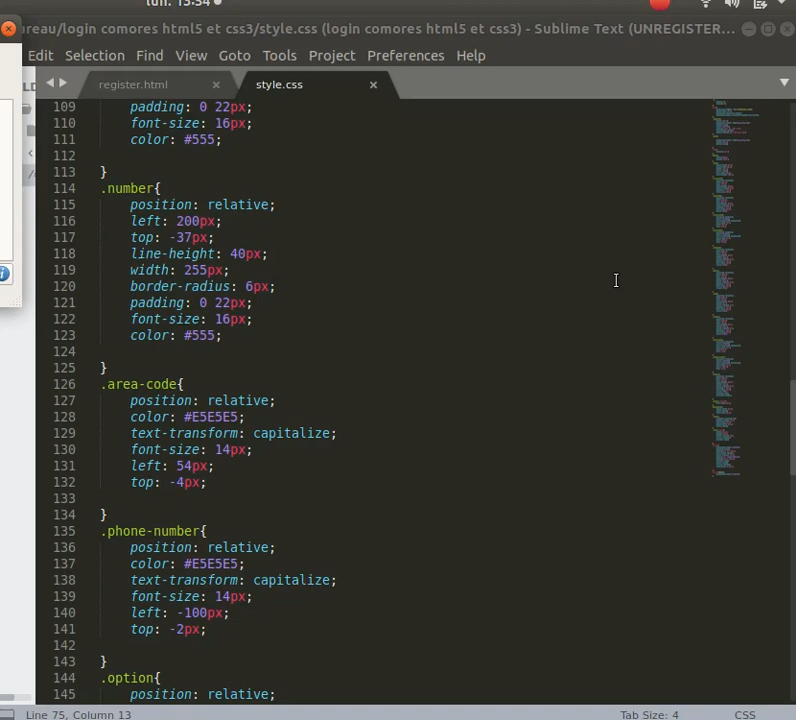 lun. 13:34
ureau/login comores html5 et css3/style.css (login comores html5 et css3) - Sublime Text (UNREGISTER...
Edit Selection Find View Goto Tools Project Preferences Help
register.html style.css
109 padding: 0 22px;
110 font-size: 16px;
111 color: #555;
112
113 }
114 .number{
115 position: relative;
116 left: 200px;
117 top: -37px;
118 line-height: 40px;
119 width: 255px;
120 border-radius: 6px;
121 padding: 0 22px;
122 font-size: 16px;
123 color: #555;
124
125 }
126 .area-code{
127 position: relative;
128 color: #E5E5E5;
129 text-transform: capitalize;
130 font-size: 14px;
131 left: 54px;
132 top: -4px;
133
134 }
135 .phone-number{
136 position: relative;
137 color: #E5E5E5;
138 text-transform: capitalize;
139 font-size: 14px;
140 left: -100px;
141 top: -2px;
142
143 }
144 .option{
145 position: relative;
Line 75, Column 13 Tab Size: 4 CSS